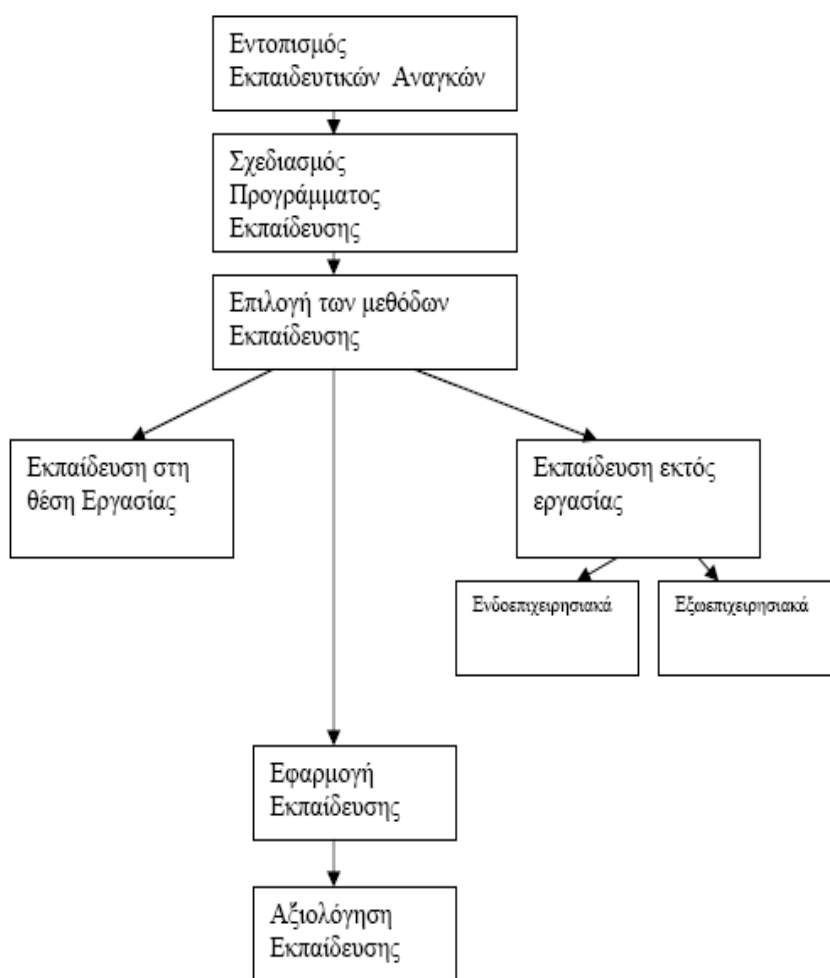 Εντοπισμός
Εκπαιδευτικών Αναγκών
Σχεδιασμός
Προγράμματος
Εκπαίδευσης
Επιλογή των μεθόδων
Εκπαίδευσης
Εκπαίδευση στη
θέση Εργασίας
Εκπαίδευση εκτός
εργασίας
Ενδοεπιχειρησιακά
Εξωεπιχειρησιακά
Εφαρμογή
Εκπαίδευσης
Αξιολόγηση
Εκπαίδευσης